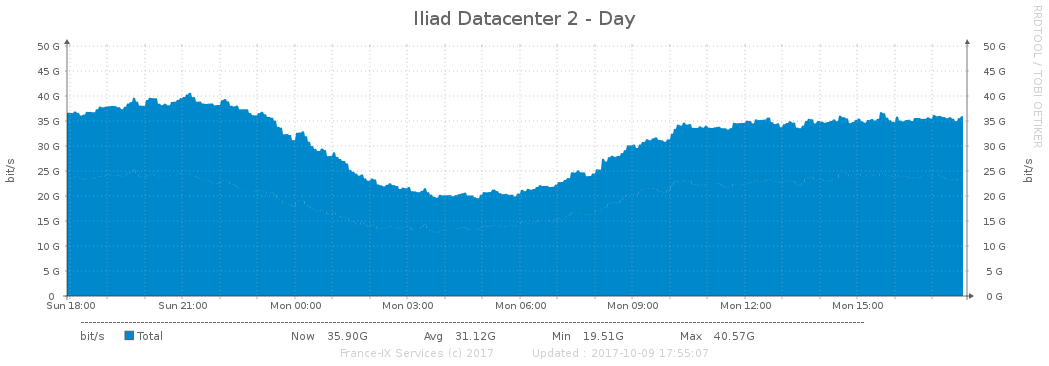 Iliad Datacenter 2 - Day
RRDTOOL / TOBI OETIKER
50 G 50 G
45 G 45 G
40 G 40 G
35 G 35 G
30 G 30 G
25 G 25 G
20 G 20 G
15 G 15 G
10 G 10 G
5 G 5 G
0 0 G
bit/s bit/s
Sun 18:00 Sun 21:00 Mon 00:00 Mon 03:00 Mon 06:00 Mon 09:00 Mon 12:00 Mon 15:00
bit/s Total Now 35.90G Avg 31.12G Min 19.51G Max 40.57G
France-IX Services (c) 2017 Updated : 2017-10-09 17:55:07